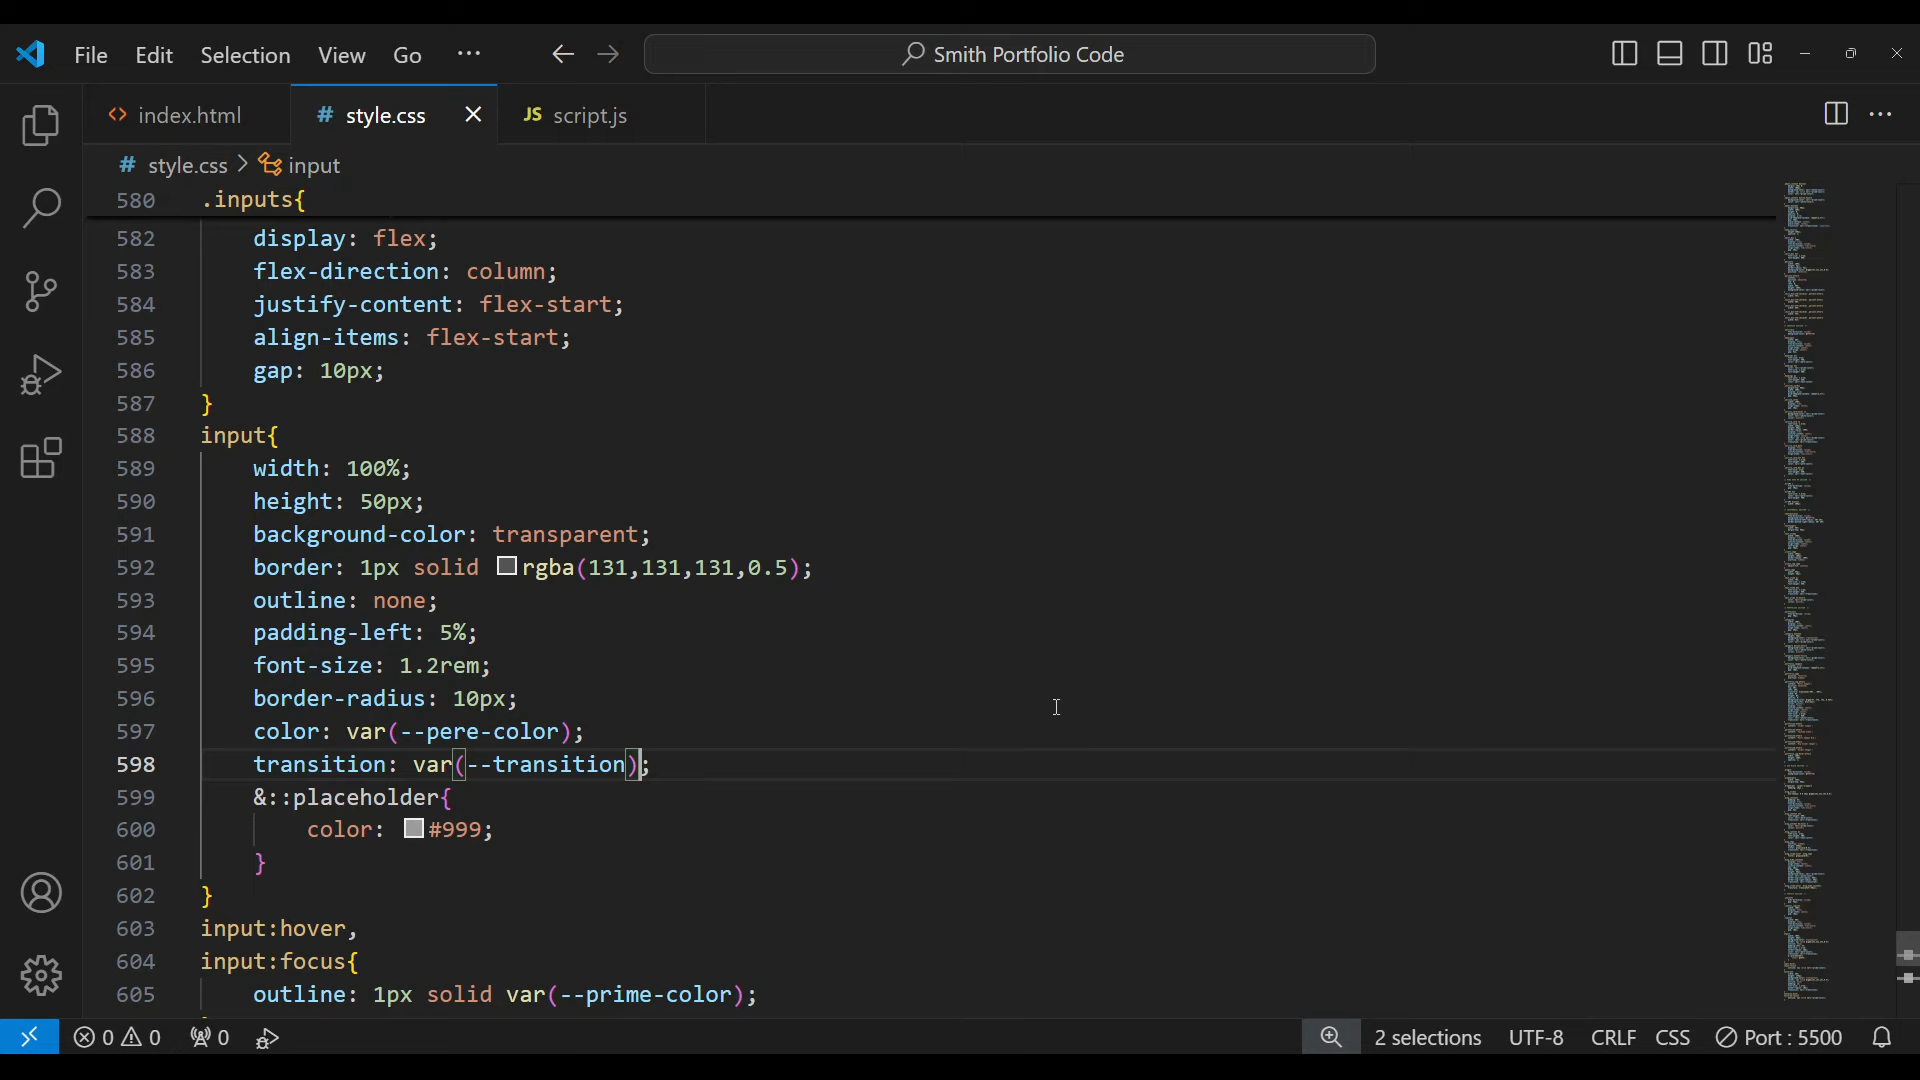 File Edit Selection View Go ··· Smith Portfolio Code
index.html style.css JS script.js
style.css > input
580 .inputs{
582 display: flex;
583 flex-direction: column;
584 justify-content: flex-start;
585 align-items: flex-start;
586 gap: 10px;
587 }
588 input{
589 width: 100%;
590 height: 50px;
591 background-color: transparent;
592 border: 1px solid rgba(131,131,131,0.5);
593 outline: none;
594 padding-left: 5%;
595 font-size: 1.2rem;
596 border-radius: 10px;
597 color: var(--pere-color);
598 transition: var(--transition);
599 &::placeholder{
600 color: #999;
601 }
602 }
603 input:hover,
604 input:focus{
605 outline: 1px solid var(--prime-color);
0 0 0 2 selections UTF-8 CRLF CSS Port : 5500